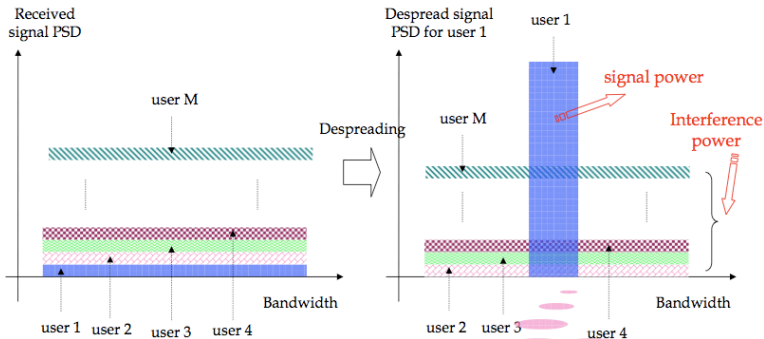 Received
signal PSD
user M
Bandwidth
user 1
user 2
user 3
user 4
Despreading
Despread signal
PSD for user 1
user 1
signal power
user M
Interference
power
Bandwidth
user 2
user 3
user 4